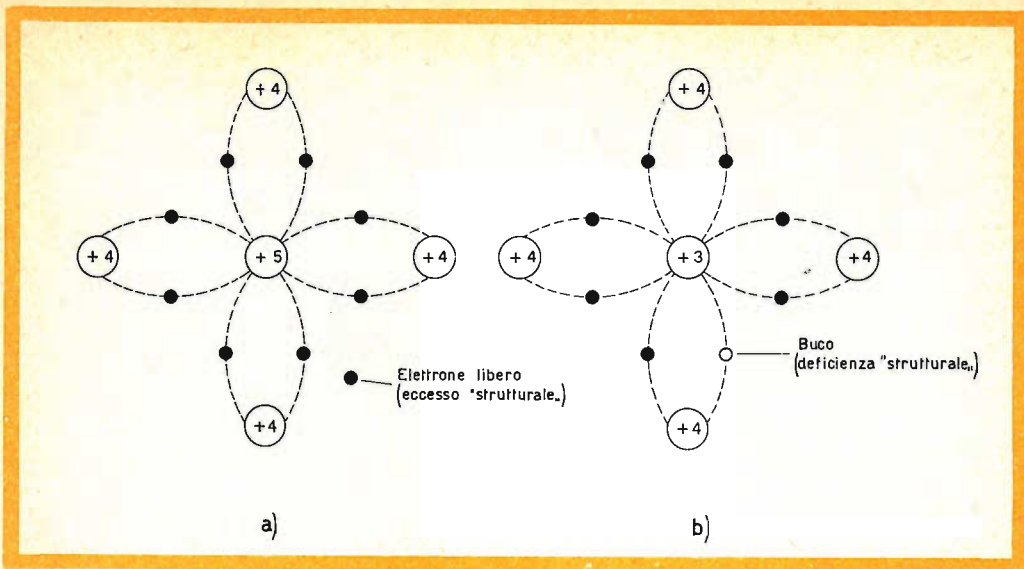 + 4
+ 4
+ 5
+ 4
+ 4
Elettrone libero
(eccesso "strutturale„)
a)
+ 4
+ 4
+ 3
+ 4
+ 4
Buco
(deficienza "strutturale„)
b)